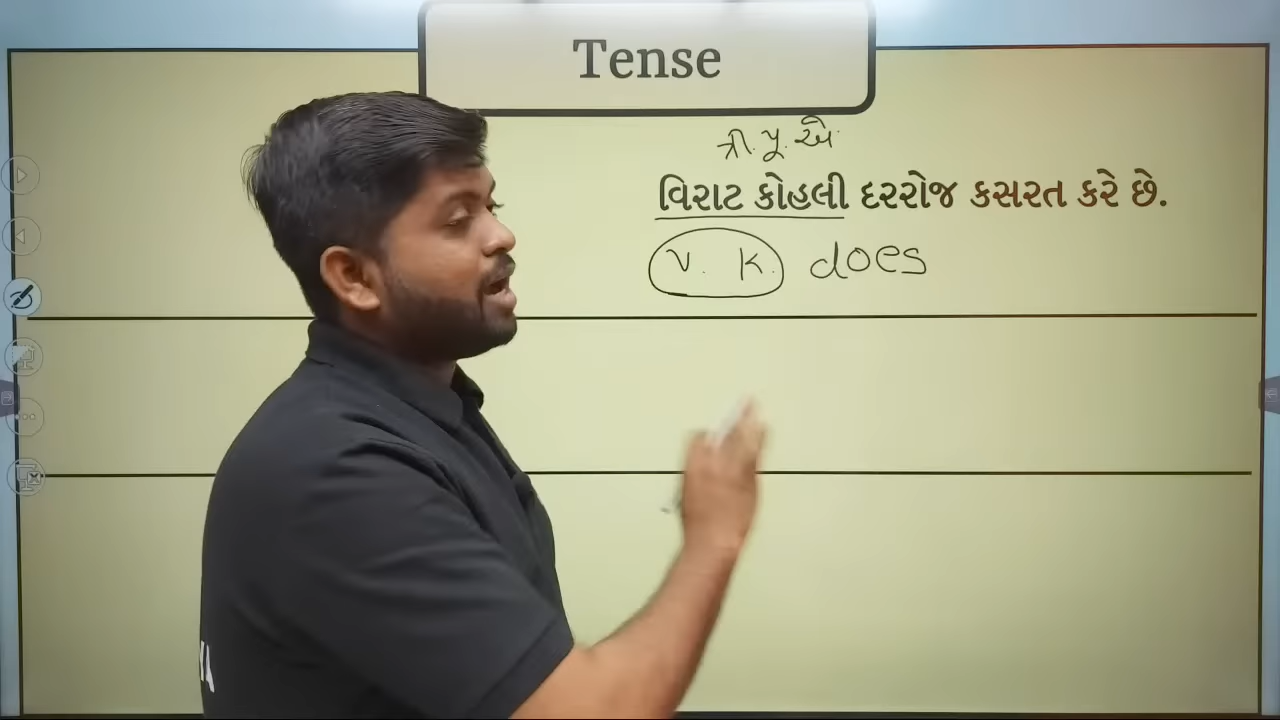 Tense
ત્રી. પુ. એ.
વિરાટ કોહલી દરરોજ કસરત કરે છે.
V. K. does